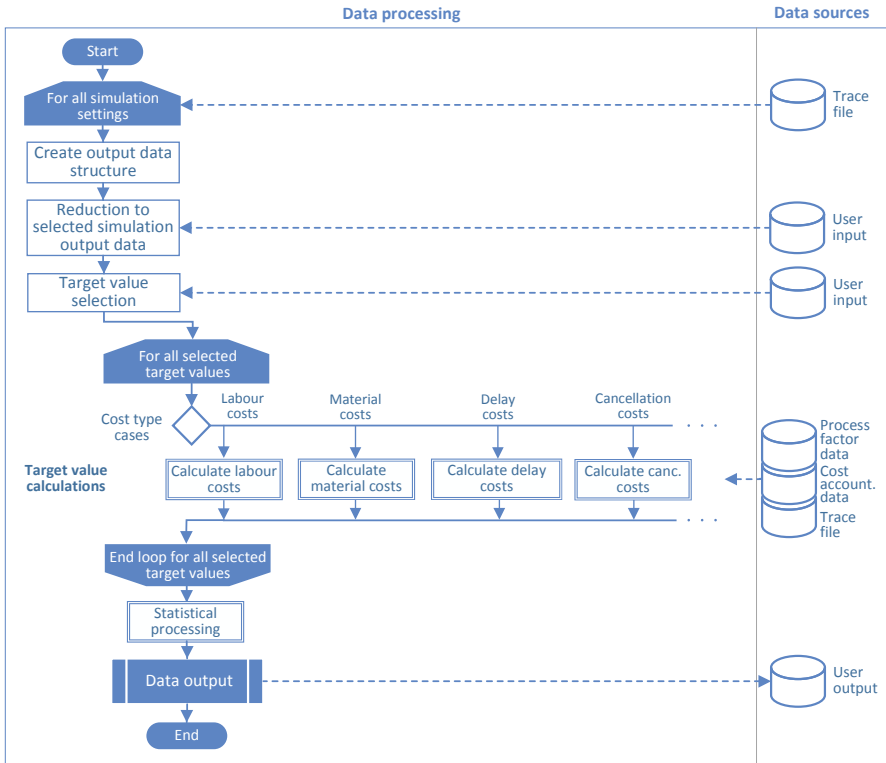 Data processing
Data sources
Start
For all simulation
settings
Trace
file
Create output data
structure
Reduction to
selected simulation
output data
User
input
Target value
selection
User
input
For all selected
target values
Cost type
cases
Labour
costs
Material
costs
Delay
costs
Cancellation
costs
. . .
Target value
calculations
Calculate labour
costs
Calculate
material costs
Calculate delay
costs
Calculate canc.
costs
Process
factor
data
Cost
account.
data
Trace
file
. . .
End loop for all selected
target values
Statistical
processing
Data output
User
output
End